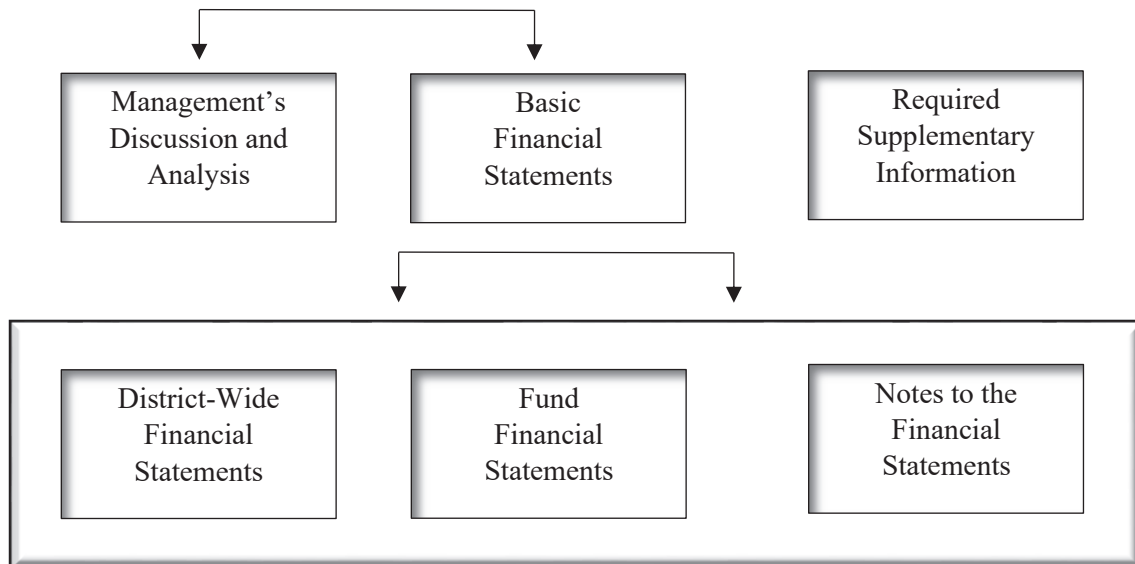 Management’s
Discussion and
Analysis
Basic
Financial
Statements
Required
Supplementary
Information
District-Wide
Financial
Statements
Fund
Financial
Statements
Notes to the
Financial
Statements